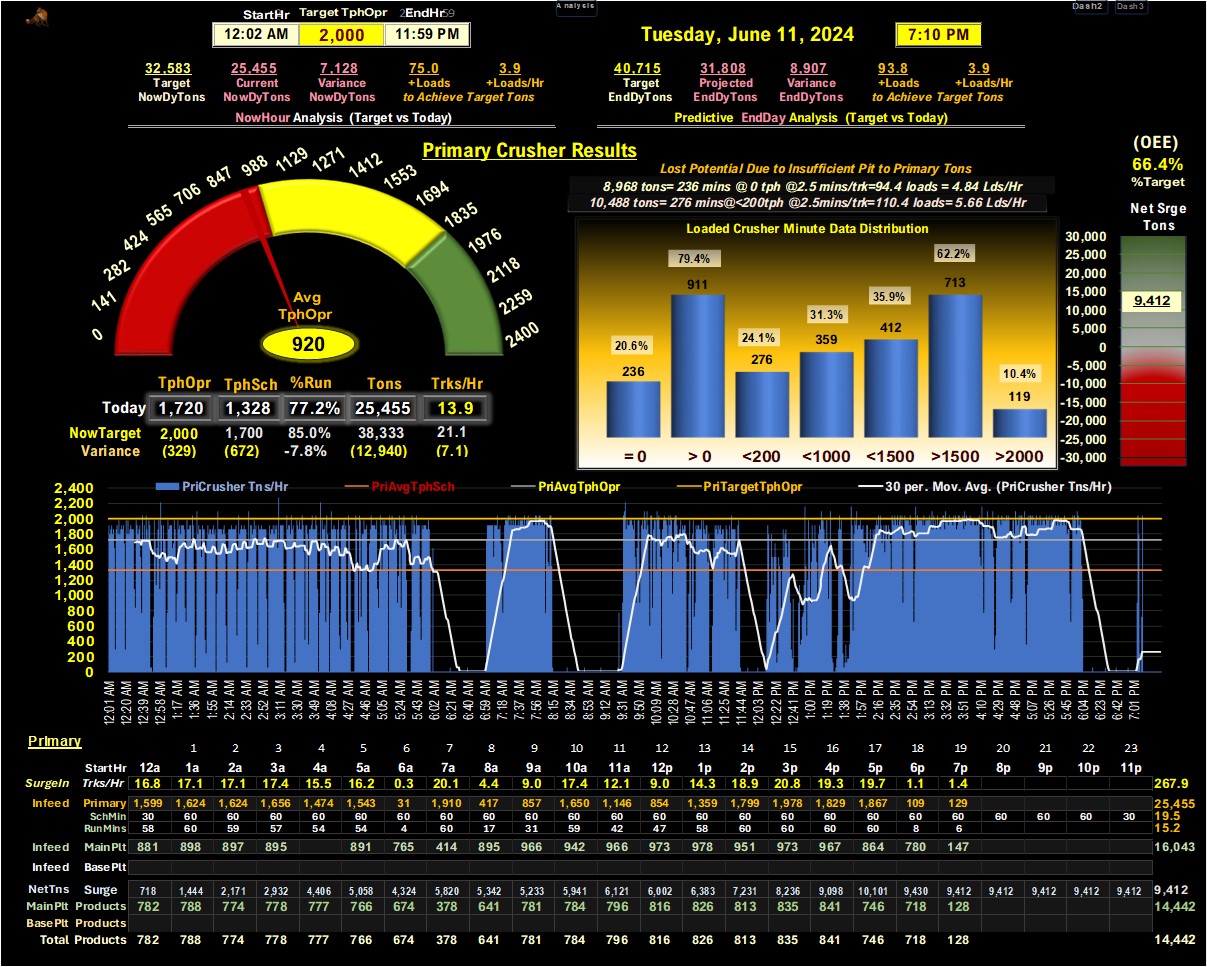 Analysis
Dash2 Dash3
StartHr Target TphOpr EndHr
12:02 AM 2,000 11:59 PM
Tuesday, June 11, 2024 7:10 PM
32,583 25,455 7,128 75.0 3.9
Target Current Variance +Loads +Loads/Hr
NowDyTons NowDyTons NowDyTons to Achieve Target Tons
NowHour Analysis (Target vs Today)
40,715 31,808 8,907 93.8 3.9
Target Projected Variance +Loads +Loads/Hr
EndDyTons EndDyTons EndDyTons to Achieve Target Tons
Predictive EndDay Analysis (Target vs Today)
Primary Crusher Results
0 141 282 424 565 706 847 988 1129 1271 1412 1553 1694 1835 1976 2118 2259 2400
Avg
TphOpr
920
TphOpr TphSch %Run Tons Trks/Hr
Today 1,720 1,328 77.2% 25,455 13.9
NowTarget 2,000 1,700 85.0% 38,333 21.1
Variance (329) (672) -7.8% (12,940) (7.1)
Lost Potential Due to Insufficient Pit to Primary Tons
8,968 tons= 236 mins @ 0 tph @2.5 mins/trk=94.4 loads = 4.84 Lds/Hr
10,488 tons= 276 mins@<200tph @2.5mins/trk=110.4 loads= 5.66 Lds/Hr
Loaded Crusher Minute Data Distribution
20.6% 79.4% 24.1% 31.3% 35.9% 62.2% 10.4%
236 911 276 359 412 713 119
= 0 > 0 <200 <1000 <1500 >1500 >2000
(OEE)
66.4%
%Target
Net Srge
Tons
30,000
25,000
20,000
15,000
10,000
5,000
0
-5,000
-10,000
-15,000
-20,000
-25,000
-30,000
9,412
PriCrusher Tns/Hr PriAvgTphSch PriAvgTphOpr PriTargetTphOpr 30 per. Mov. Avg. (PriCrusher Tns/Hr)
2,400
2,200
2,000
1,800
1,600
1,400
1,200
1,000
800
600
400
200
0
12:01 AM 12:20 AM 12:39 AM 12:58 AM 1:17 AM 1:36 AM 1:55 AM 2:14 AM 2:33 AM 2:52 AM 3:11 AM 3:30 AM 3:49 AM 4:08 AM 4:27 AM 4:46 AM 5:05 AM 5:24 AM 5:43 AM 6:02 AM 6:21 AM 6:40 AM 6:59 AM 7:18 AM 7:37 AM 7:56 AM 8:15 AM 8:34 AM 8:53 AM 9:12 AM 9:31 AM 9:50 AM 10:09 AM 10:28 AM 10:47 AM 11:06 AM 11:25 AM 11:44 AM 12:03 PM 12:22 PM 12:41 PM 1:00 PM 1:19 PM 1:38 PM 1:57 PM 2:16 PM 2:35 PM 2:54 PM 3:13 PM 3:32 PM 3:51 PM 4:10 PM 4:29 PM 4:48 PM 5:07 PM 5:26 PM 5:45 PM 6:04 PM 6:23 PM 6:42 PM 7:01 PM
Primary 1 2 3 4 5 6 7 8 9 10 11 12 13 14 15 16 17 18 19 20 21 22 23
StartHr 12a 1a 2a 3a 4a 5a 6a 7a 8a 9a 10a 11a 12p 1p 2p 3p 4p 5p 6p 7p 8p 9p 10p 11p
SurgeIn Trks/Hr 16.8 17.1 17.1 17.4 15.5 16.2 0.3 20.1 4.4 9.0 17.4 12.1 9.0 14.3 18.9 20.8 19.3 19.7 1.1 1.4 267.9
Infeed Primary 1,599 1,624 1,624 1,656 1,474 1,543 31 1,910 417 857 1,650 1,146 854 1,359 1,799 1,978 1,829 1,867 109 129 25,455
SchMin 30 60 60 60 60 60 60 60 60 60 60 60 60 60 60 60 60 60 60 60 60 60 60 30 19.5
RunMins 58 60 59 57 54 54 4 60 17 31 59 42 47 58 60 60 60 60 8 6 15.2
Infeed MainPlt 881 898 897 895 891 765 414 895 966 942 966 973 978 951 973 967 864 780 147 16,043
Infeed BasePlt
NetTns Surge 718 1,444 2,171 2,932 4,406 5,058 4,324 5,820 5,342 5,233 5,941 6,121 6,002 6,383 7,231 8,236 9,098 10,101 9,430 9,412 9,412 9,412 9,412 9,412 9,412
MainPlt Products 782 788 774 778 777 766 674 378 641 781 784 796 816 826 813 835 841 746 718 128 14,442
BasePlt Products
Total Products 782 788 774 778 777 766 674 378 641 781 784 796 816 826 813 835 841 746 718 128 14,442